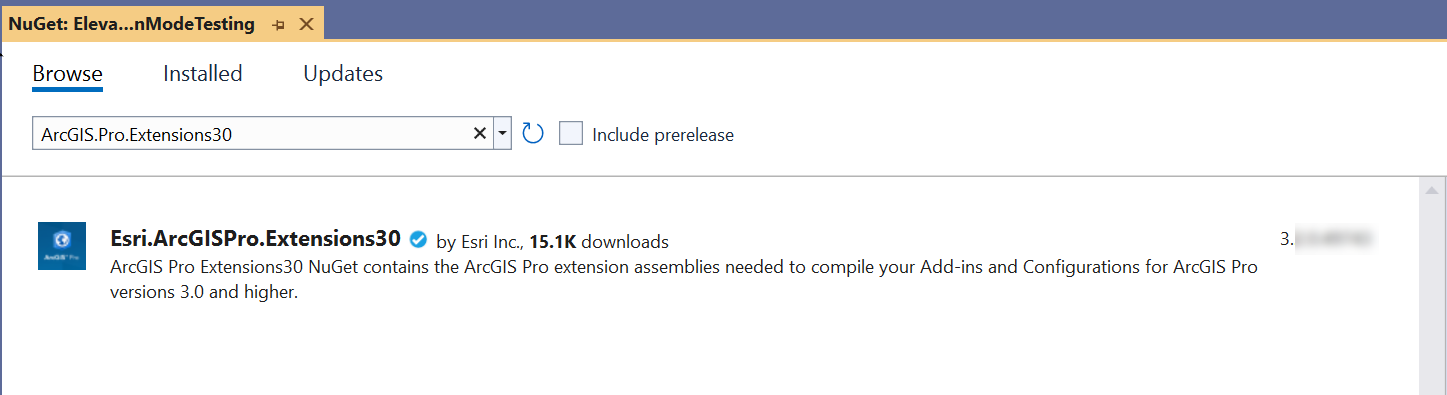 NuGet: Eleva...nModeTesting
Browse Installed Updates
ArcGIS.Pro.Extensions30
Include prerelease
Esri.ArcGISPro.Extensions30 by Esri Inc., 15.1K downloads 3.
ArcGIS Pro Extensions30 NuGet contains the ArcGIS Pro extension assemblies needed to compile your Add-ins and Configurations for ArcGIS Pro
versions 3.0 and higher.
ArcGIS Pro